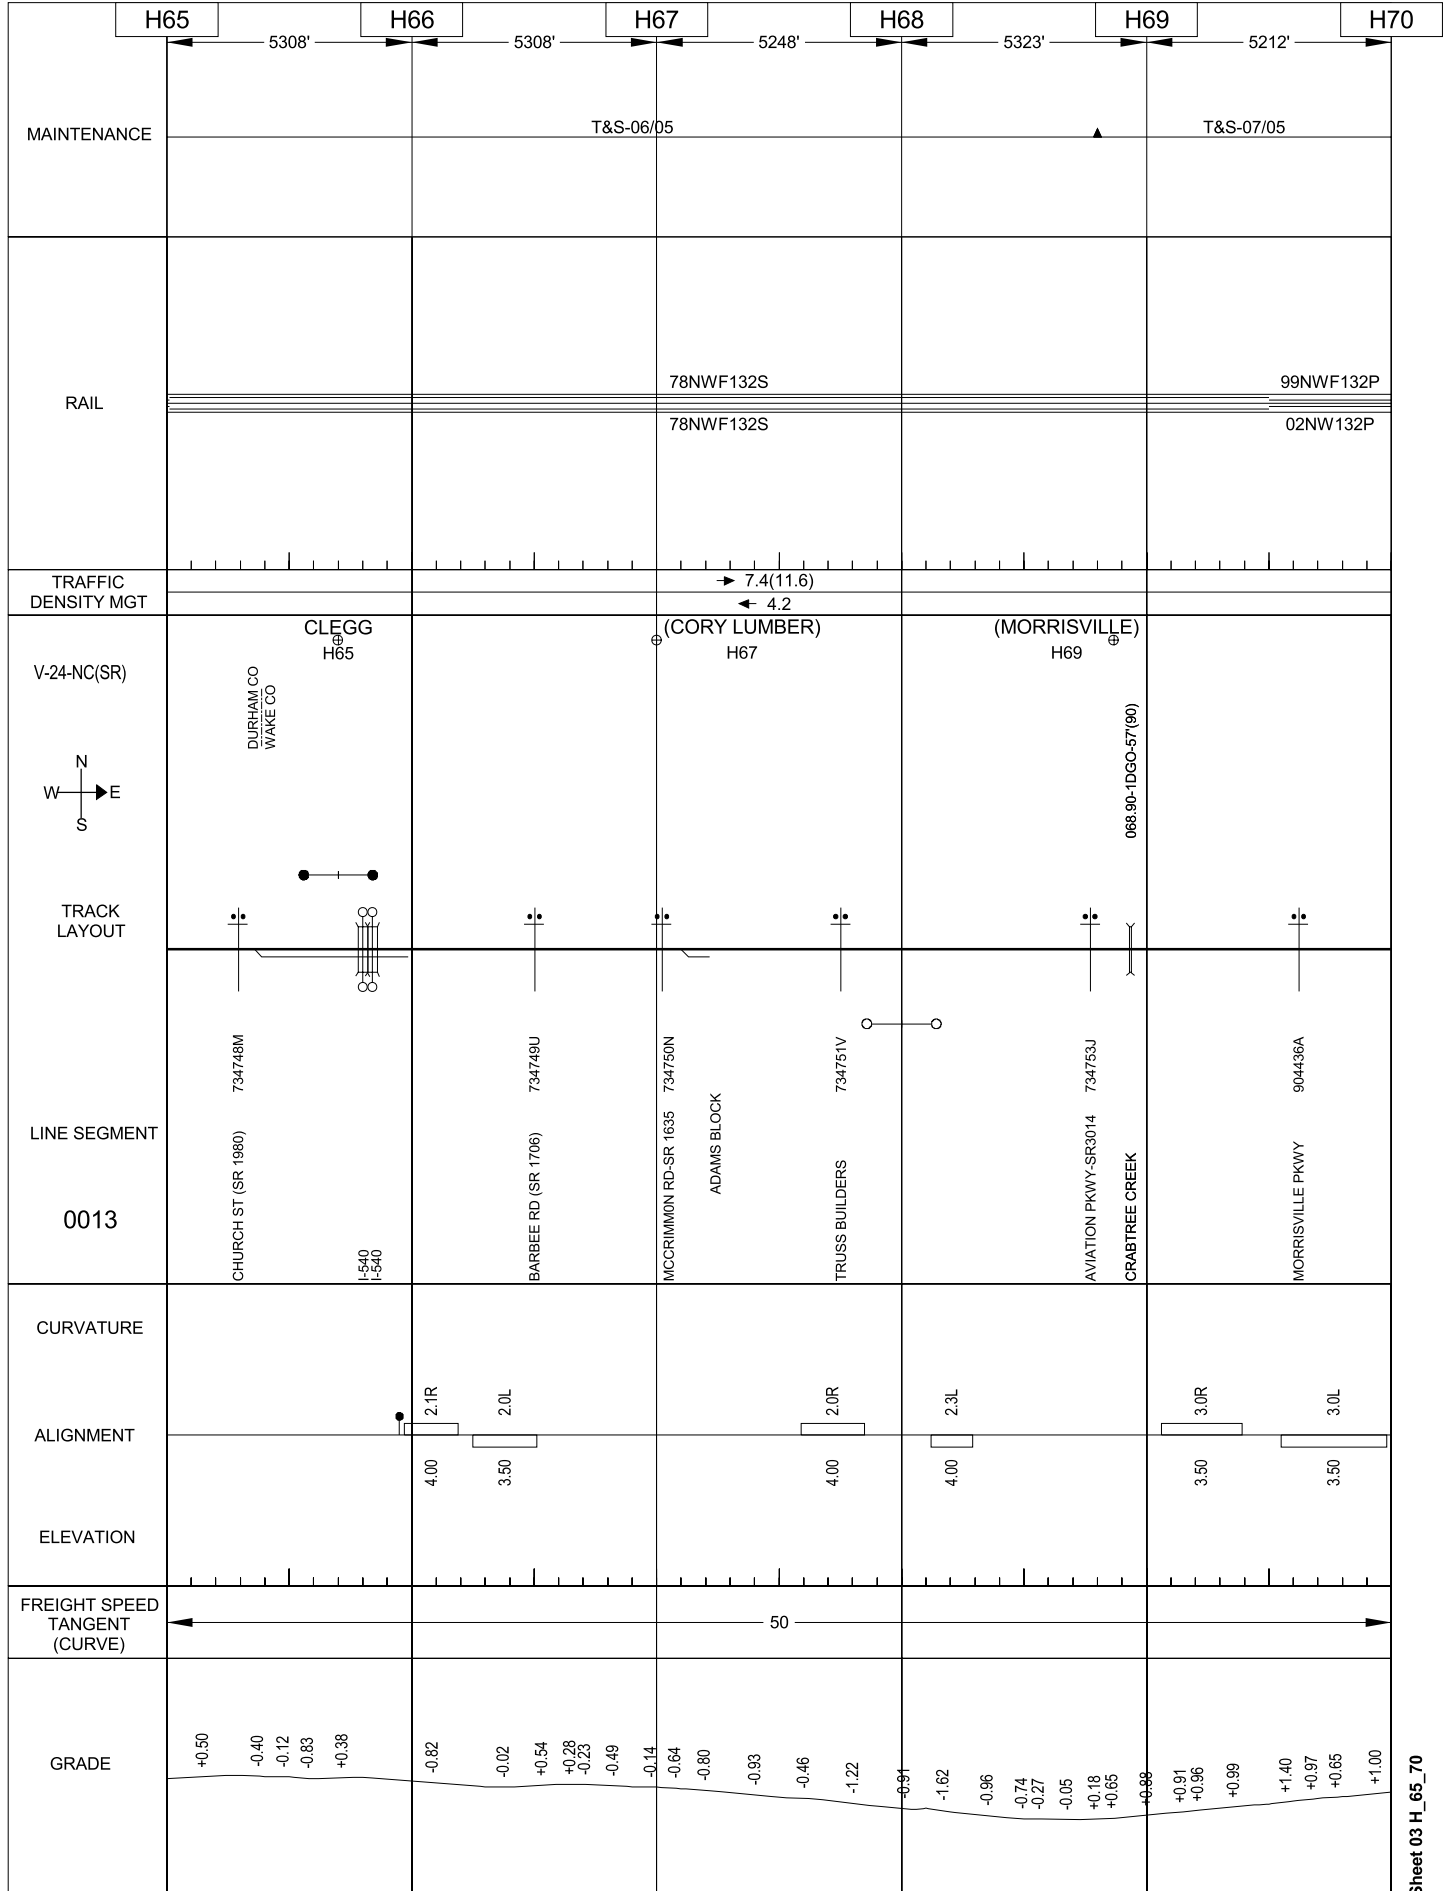 H65 H66 H67 H68 H69 H70
5308' 5308' 5248' 5323' 5212'
MAINTENANCE
T&S-06/05 T&S-07/05
RAIL
78NWF132S 99NWF132P
78NWF132S 02NW132P
TRAFFIC
DENSITY MGT
7.4(11.6)
4.2
V-24-NC(SR)
CLEGG (CORY LUMBER) (MORRISVILLE)
H65 H67 H69
DURHAM CO
WAKE CO
068.90-1DGO-57'(90)
N
W E
S
TRACK
LAYOUT
LINE SEGMENT
0013
CHURCH ST (SR 1980) 734748M
I-540
I-540
BARBEE RD (SR 1706) 734749U
MCCRIMM0N RD-SR 1635 734750N
ADAMS BLOCK
TRUSS BUILDERS 734751V
AVIATION PKWY-SR3014 734753J
CRABTREE CREEK
MORRISVILLE PKWY 904436A
CURVATURE
2.1R 2.0L 2.0R 2.3L 3.0R 3.0L
ALIGNMENT
4.00 3.50 4.00 4.00 3.50 3.50
ELEVATION
FREIGHT SPEED
TANGENT
(CURVE)
50
GRADE
+0.50 -0.40 -0.12 -0.83 +0.38 -0.82 -0.02 +0.54 +0.28 -0.23 -0.49 -0.14 -0.64 -0.80 -0.93 -0.46 -1.22 -0.91 -1.62 -0.96 -0.74 -0.27 -0.05 +0.18 +0.65 +0.88 +0.91 +0.96 +0.99 +1.40 +0.97 +0.65 +1.00
Sheet 03 H_65_70